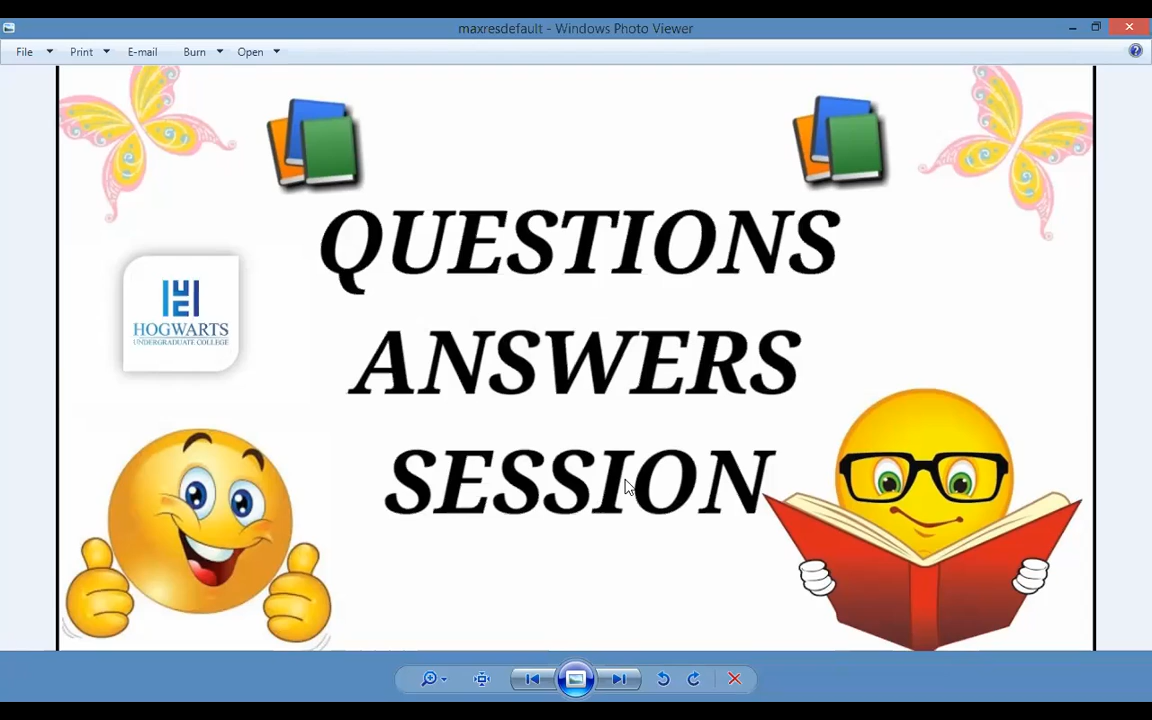 maxresdefault - Windows Photo Viewer
File Print E-mail Burn Open
QUESTIONS
ANSWERS
SESSION
HOGWARTS
UNDERGRADUATE COLLEGE